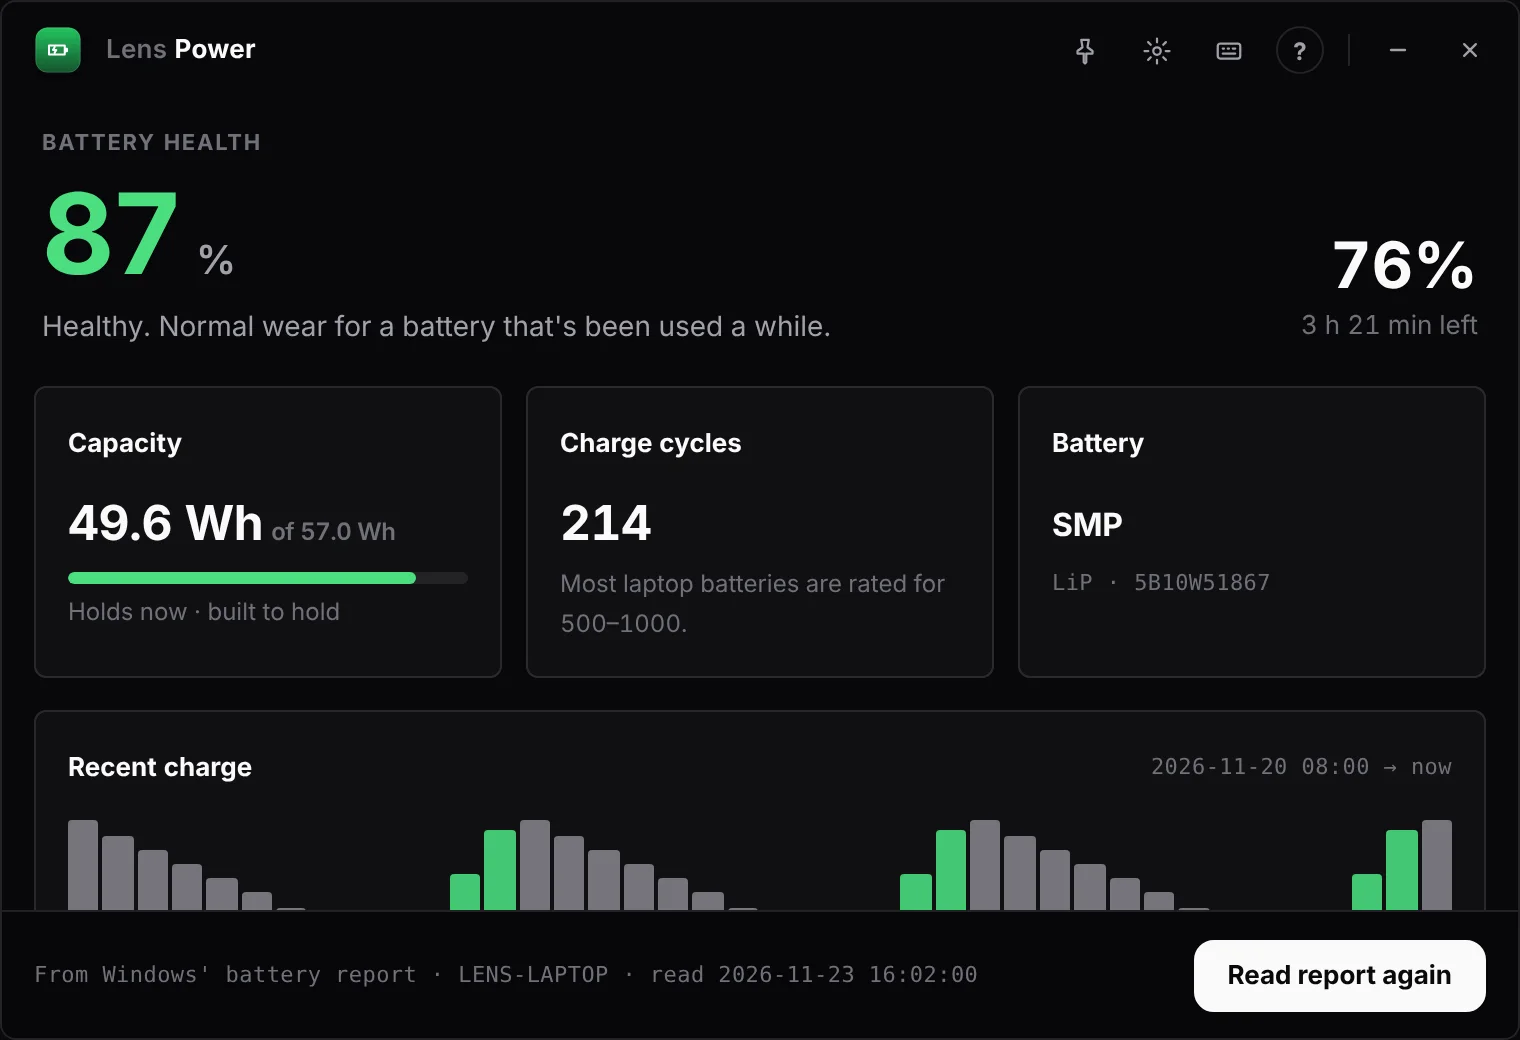 Lens Power
?
BATTERY HEALTH
87 %
76%
Healthy. Normal wear for a battery that's been used a while.
3 h 21 min left
Capacity
49.6 Wh of 57.0 Wh
Holds now · built to hold
Charge cycles
214
Most laptop batteries are rated for
500–1000.
Battery
SMP
LiP · 5B10W51867
Recent charge
2026-11-20 08:00 → now
From Windows' battery report · LENS-LAPTOP · read 2026-11-23 16:02:00
Read report again